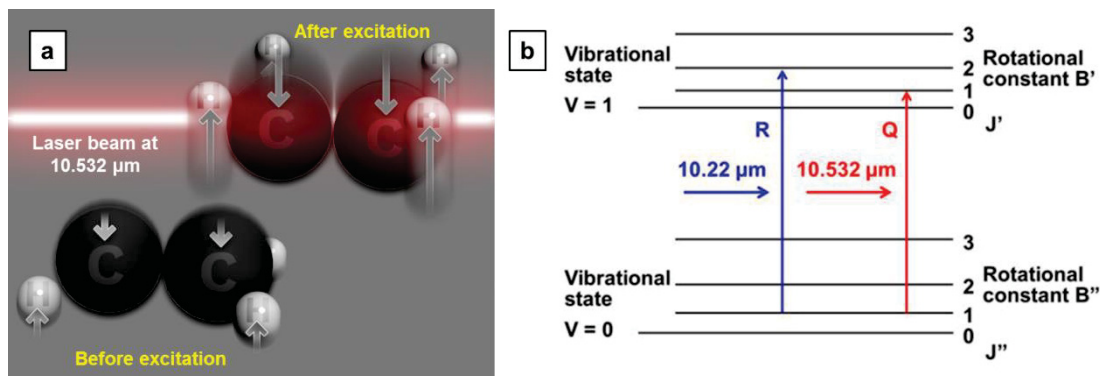 a
After excitation
H
H
H
H
C
C
Laser beam at
10.532 μm
C
C
H
H
Before excitation
b
Vibrational
state
V = 1
3
2
1
0
Rotational
constant B’
J’
R
Q
10.22 μm
10.532 μm
Vibrational
state
V = 0
3
2
1
0
Rotational
constant B”
J”